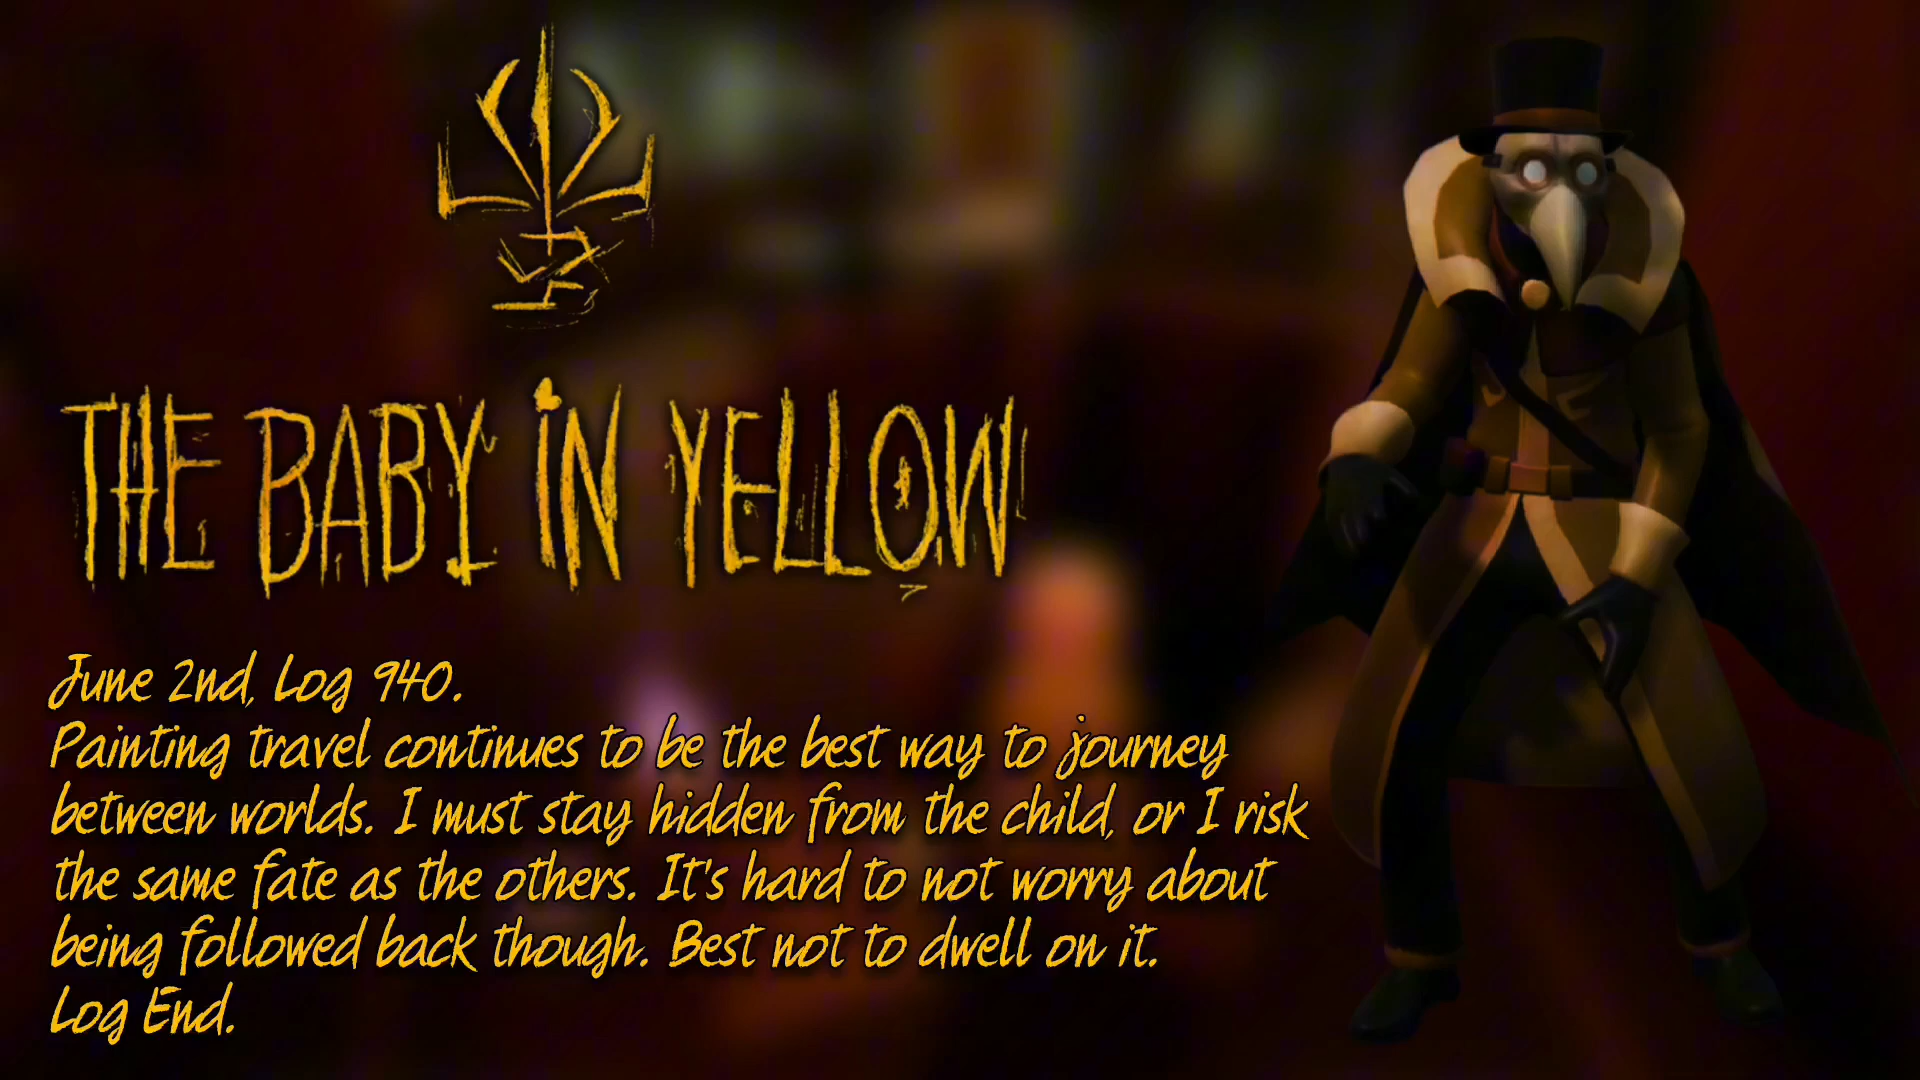 THE BABY iN YELLOW
June 2nd, Log 940.
Painting travel continues to be the best way to journey
between worlds. I must stay hidden from the child, or I risk
the same fate as the others. It's hard to not worry about
being followed back though. Best not to dwell on it.
Log End.